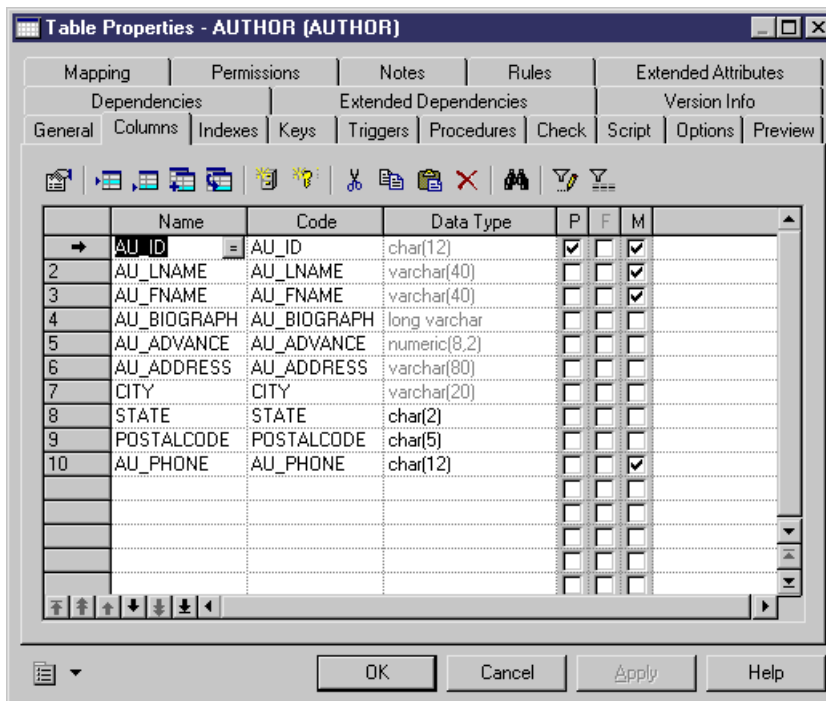 Table Properties - AUTHOR (AUTHOR)
Mapping Permissions Notes Rules Extended Attributes
Dependencies Extended Dependencies Version Info
General Columns Indexes Keys Triggers Procedures Check Script Options Preview
Name Code Data Type P F M
AU_ID = AU_ID char(12)
2 AU_LNAME AU_LNAME varchar(40)
3 AU_FNAME AU_FNAME varchar(40)
4 AU_BIOGRAPH AU_BIOGRAPH long varchar
5 AU_ADVANCE AU_ADVANCE numeric(8,2)
6 AU_ADDRESS AU_ADDRESS varchar(80)
7 CITY CITY varchar(20)
8 STATE STATE char(2)
9 POSTALCODE POSTALCODE char(5)
10 AU_PHONE AU_PHONE char(12)
OK Cancel Apply Help